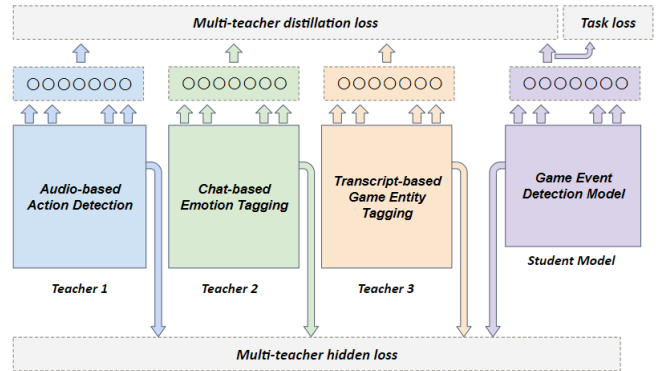 Multi-teacher distillation loss
Task loss
Audio-based
Action Detection
Chat-based
Emotion Tagging
Transcript-based
Game Entity
Tagging
Game Event
Detection Model
Teacher 1
Teacher 2
Teacher 3
Student Model
Multi-teacher hidden loss